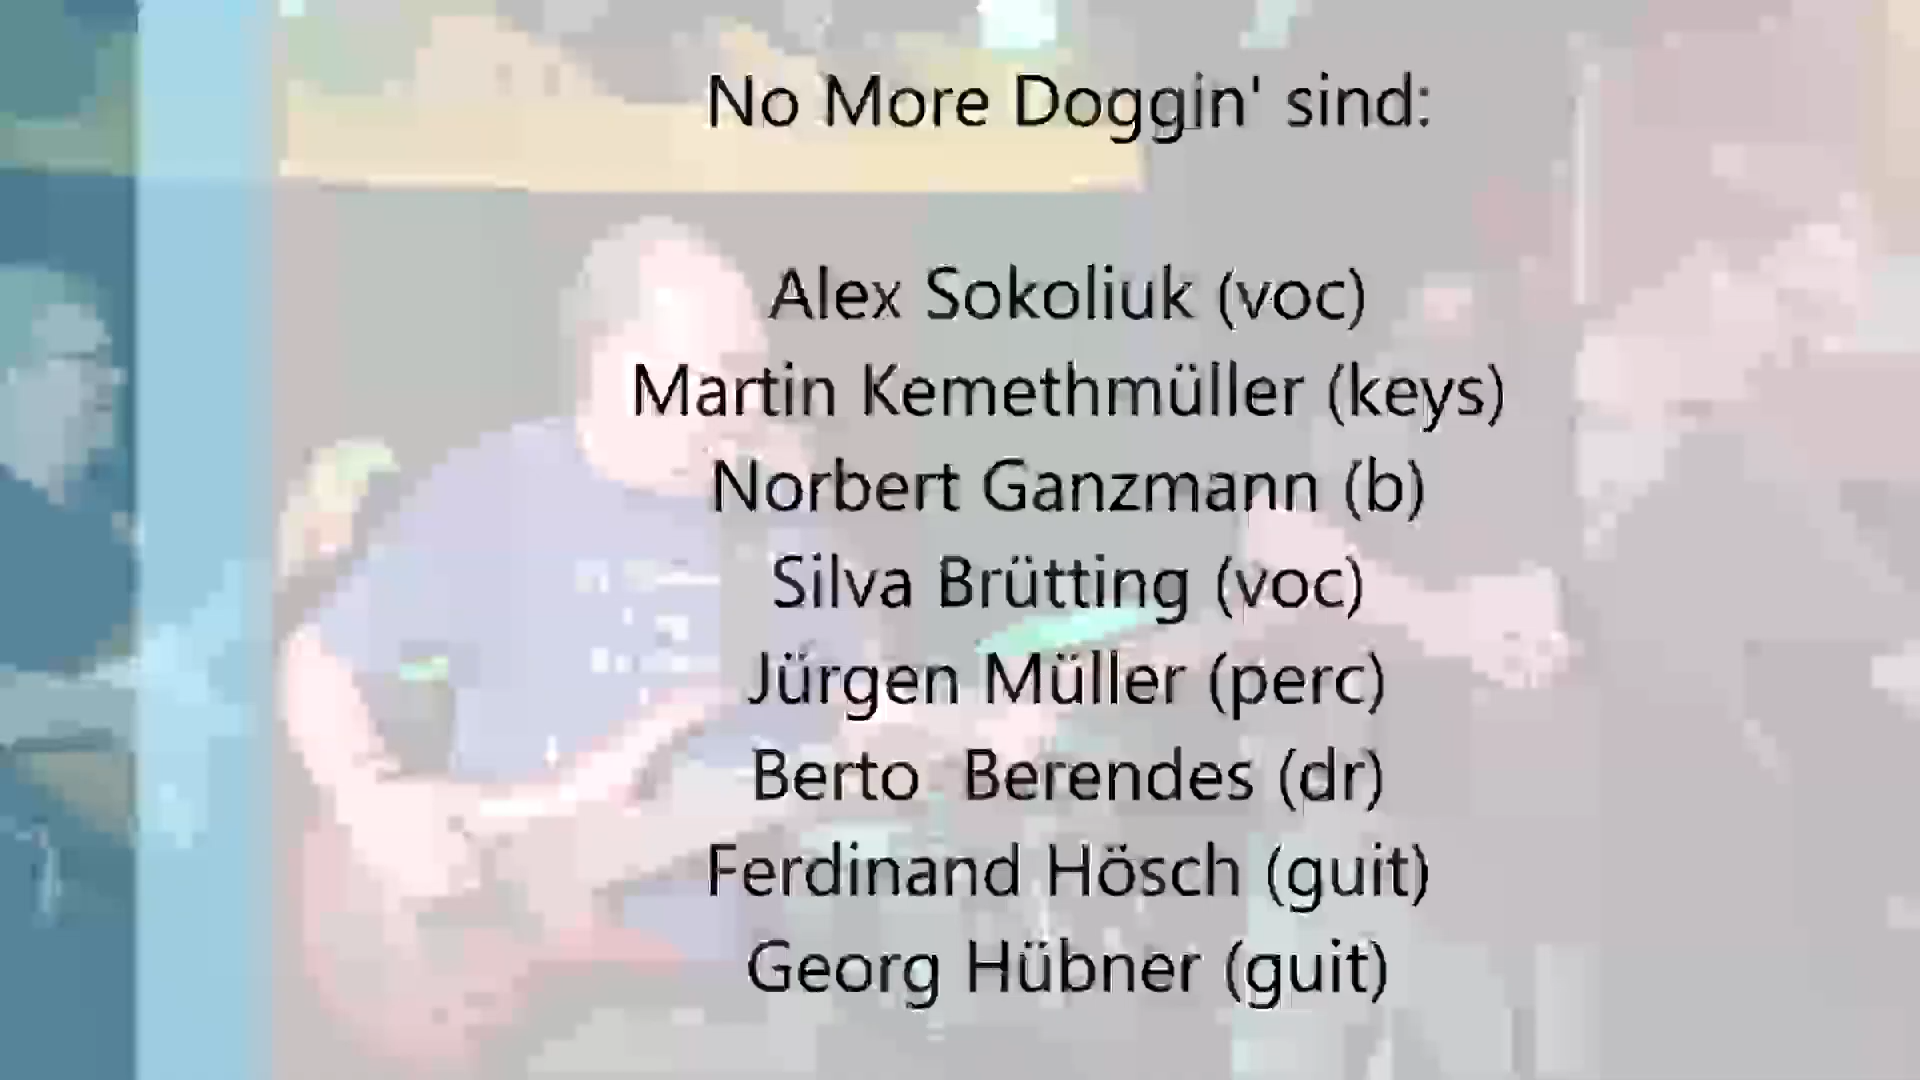 No More Doggin' sind:
Alex Sokoliuk (voc)
Martin Kemethmüller (keys)
Norbert Ganzmann (b)
Silva Brütting (voc)
Jürgen Müller (perc)
Berto  Berendes (dr)
Ferdinand Hösch (guit)
Georg Hübner (guit)